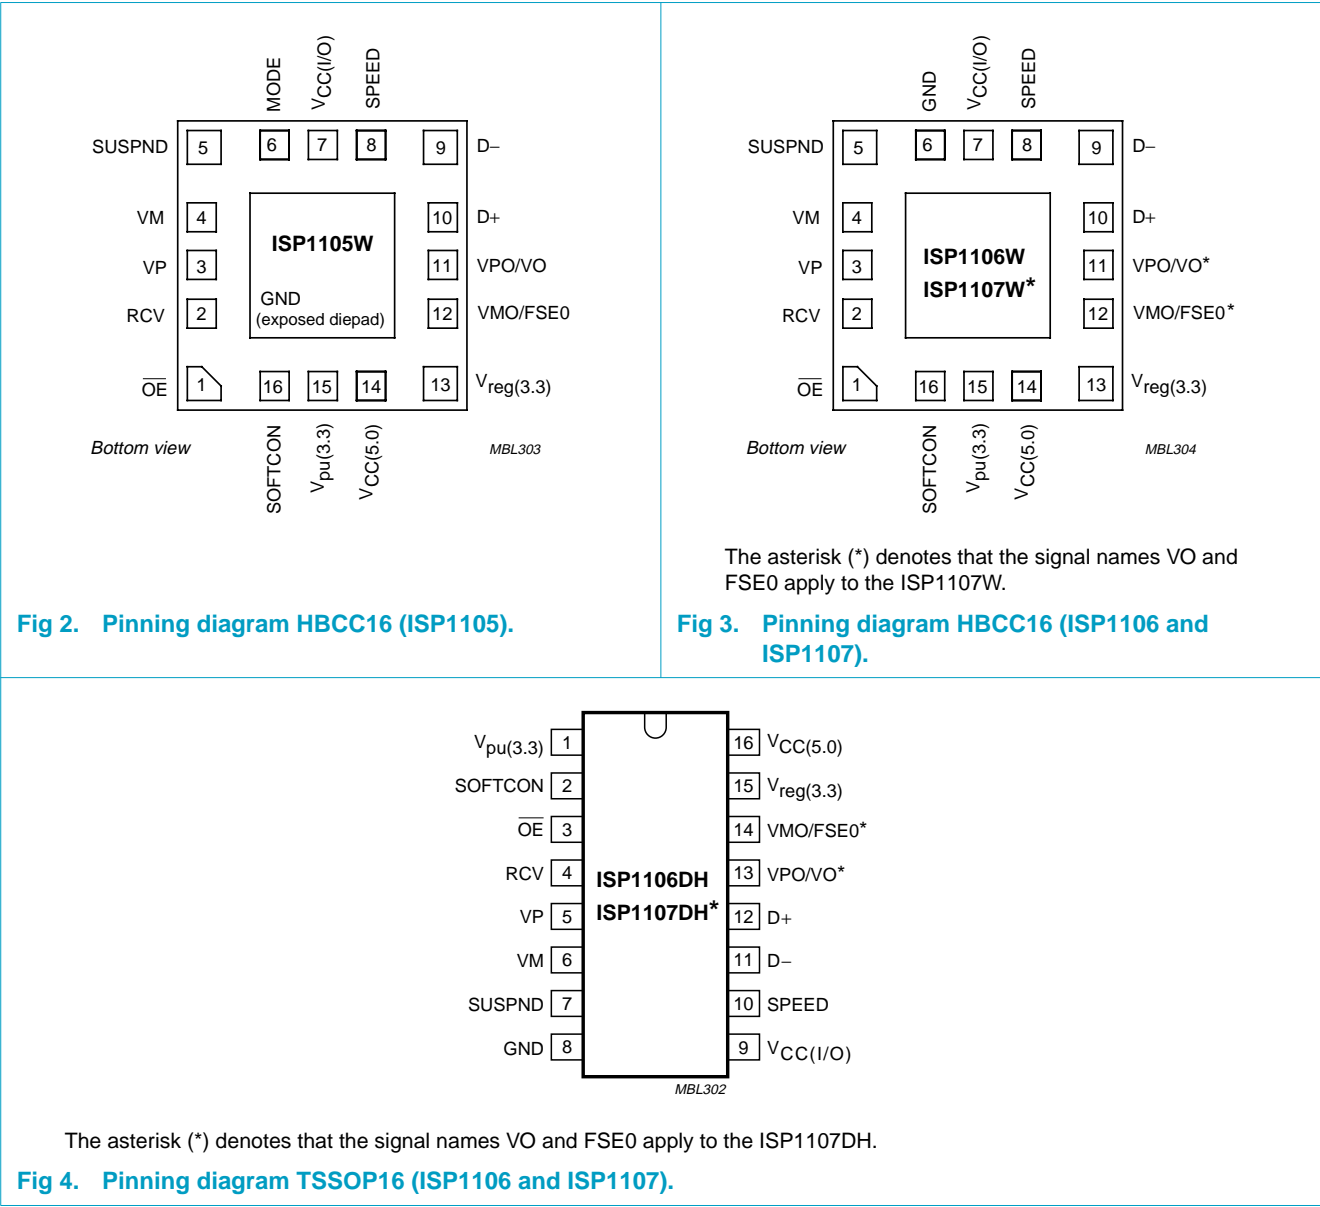 MODE
VCC(I/O)
SPEED
SUSPND 5 6 7 8 9 D−
VM 4 10 D+
ISP1105W
VP 3 11 VPO/VO
GND
(exposed diepad)
RCV 2 12 VMO/FSE0
OE 1 16 15 14 13 Vreg(3.3)
SOFTCON
Vpu(3.3)
VCC(5.0)
Bottom view
MBL303
Fig 2. Pinning diagram HBCC16 (ISP1105).
GND
VCC(I/O)
SPEED
SUSPND 5 6 7 8 9 D−
VM 4 10 D+
ISP1106W
VP 3 11 VPO/VO*
ISP1107W*
RCV 2 12 VMO/FSE0*
OE 1 16 15 14 13 Vreg(3.3)
SOFTCON
Vpu(3.3)
VCC(5.0)
Bottom view
MBL304
The asterisk (*) denotes that the signal names VO and
FSE0 apply to the ISP1107W.
Fig 3. Pinning diagram HBCC16 (ISP1106 and
ISP1107).
Vpu(3.3) 1 16 VCC(5.0)
SOFTCON 2 15 Vreg(3.3)
OE 3 14 VMO/FSE0*
RCV 4 ISP1106DH 13 VPO/VO*
VP 5 ISP1107DH* 12 D+
VM 6 11 D−
SUSPND 7 10 SPEED
GND 8 9 VCC(I/O)
MBL302
The asterisk (*) denotes that the signal names VO and FSE0 apply to the ISP1107DH.
Fig 4. Pinning diagram TSSOP16 (ISP1106 and ISP1107).